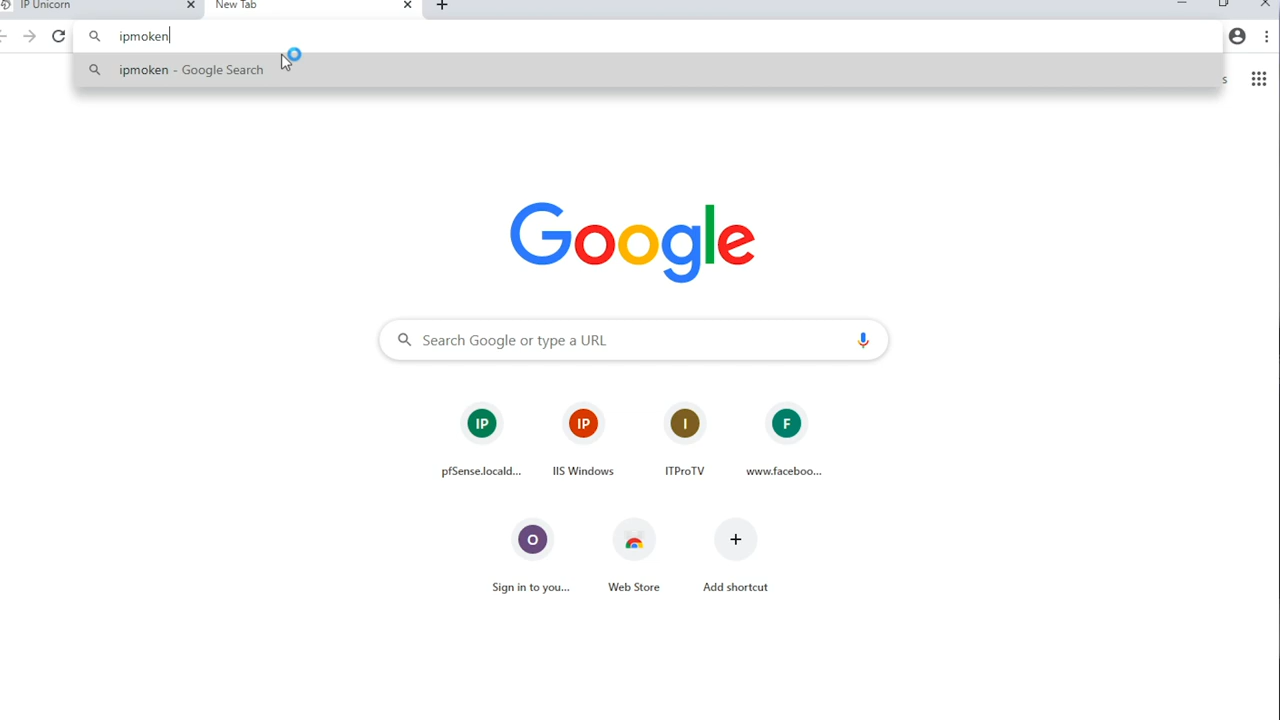 IP Unicorn
New Tab
ipmoken
ipmoken - Google Search
s
Google
Search Google or type a URL
IP
IP
I
F
pfSense.locald...
IIS Windows
ITProTV
www.faceboo...
O
Sign in to you...
Web Store
Add shortcut